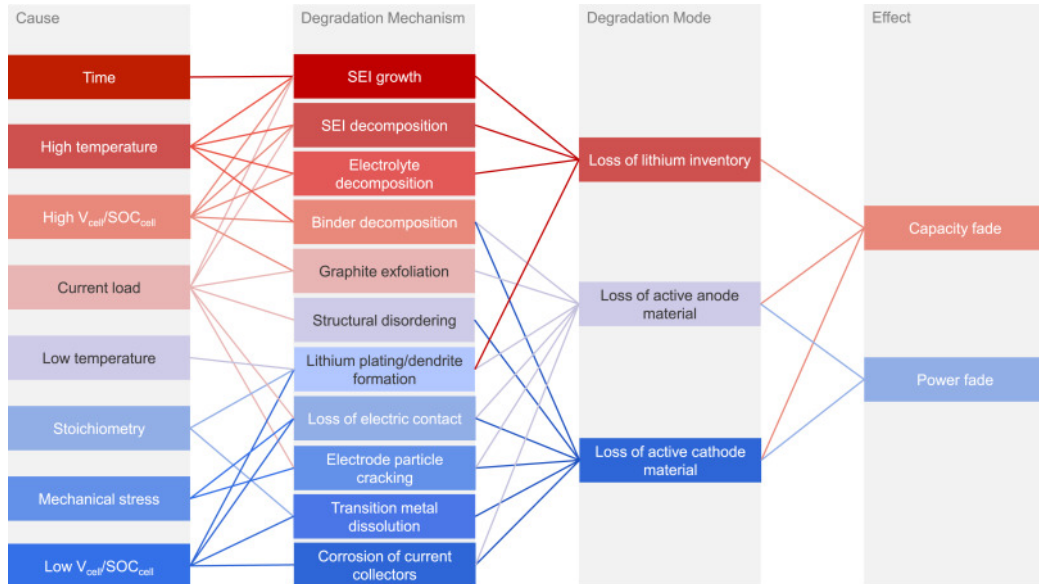 Cause
Degradation Mechanism
Degradation Mode
Effect
Time
High temperature
High Vcell/SOCcell
Current load
Low temperature
Stoichiometry
Mechanical stress
Low Vcell/SOCcell
SEI growth
SEI decomposition
Electrolyte
decomposition
Binder decomposition
Graphite exfoliation
Structural disordering
Lithium plating/dendrite
formation
Loss of electric contact
Electrode particle
cracking
Transition metal
dissolution
Corrosion of current
collectors
Loss of lithium inventory
Loss of active anode
material
Loss of active cathode
material
Capacity fade
Power fade